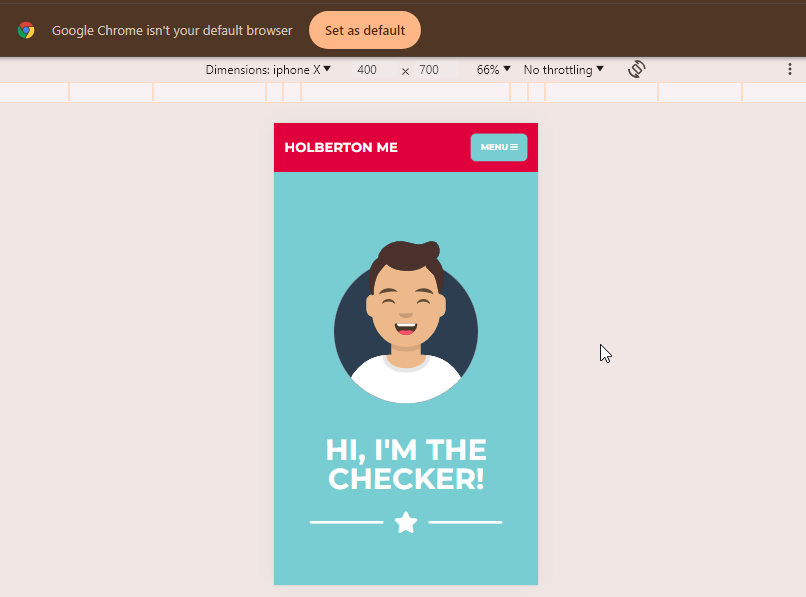 Google Chrome isn't your default browser Set as default
Dimensions: iphone X 400 × 700 66% No throttling
HOLBERTON ME MENU
HI, I'M THE
CHECKER!